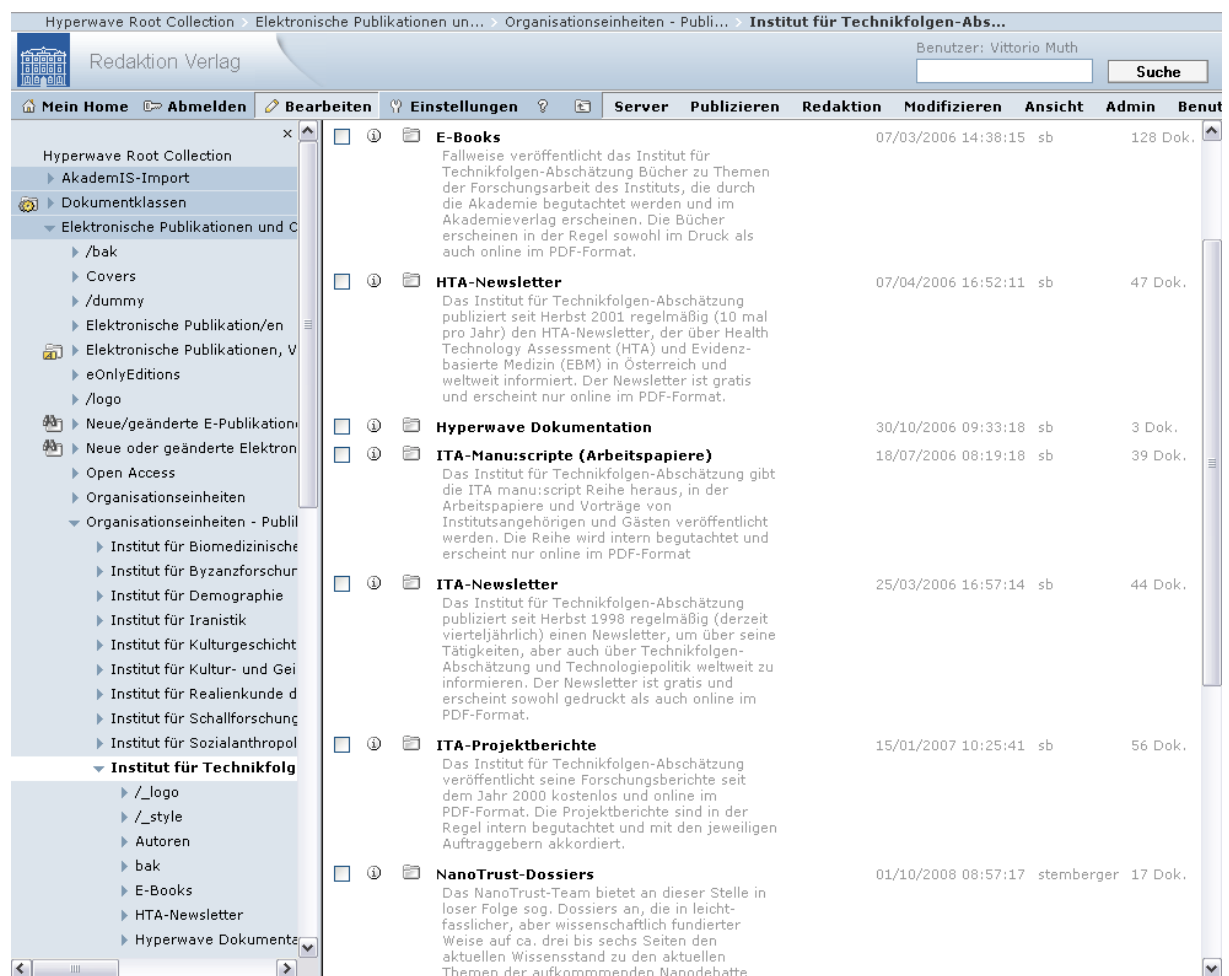 Hyperwave Root Collection > Elektronische Publikationen un... > Organisationseinheiten - Publi... > Institut für Technikfolgen-Abs...
Redaktion Verlag
Benutzer: Vittorio Muth
Suche
Mein Home Abmelden Bearbeiten Einstellungen ? Server Publizieren Redaktion Modifizieren Ansicht Admin Benut
Hyperwave Root Collection
AkademIS-Import
Dokumentklassen
Elektronische Publikationen und C
/bak
Covers
/dummy
Elektronische Publikation/en
Elektronische Publikationen, V
eOnlyEditions
/logo
Neue/geänderte E-Publikation
Neue oder geänderte Elektron
Open Access
Organisationseinheiten
Organisationseinheiten - Publil
Institut für Biomedizinische
Institut für Byzanzforschur
Institut für Demographie
Institut für Iranistik
Institut für Kulturgeschicht
Institut für Kultur- und Gei
Institut für Realienkunde d
Institut für Schallforschung
Institut für Sozialanthropol
Institut für Technikfolg
/_logo
/_style
Autoren
bak
E-Books
HTA-Newsletter
Hyperwave Dokumenta
E-Books 07/03/2006 14:38:15 sb 128 Dok.
Fallweise veröffentlicht das Institut für
Technikfolgen-Abschätzung Bücher zu Themen
der Forschungsarbeit des Instituts, die durch
die Akademie begutachtet werden und im
Akademieverlag erscheinen. Die Bücher
erscheinen in der Regel sowohl im Druck als
auch online im PDF-Format.
HTA-Newsletter 07/04/2006 16:52:11 sb 47 Dok.
Das Institut für Technikfolgen-Abschätzung
publiziert seit Herbst 2001 regelmäßig (10 mal
pro Jahr) den HTA-Newsletter, der über Health
Technology Assessment (HTA) und Evidenz-
basierte Medizin (EBM) in Österreich und
weltweit informiert. Der Newsletter ist gratis
und erscheint nur online im PDF-Format.
Hyperwave Dokumentation 30/10/2006 09:33:18 sb 3 Dok.
ITA-Manu:scripte (Arbeitspapiere) 18/07/2006 08:19:18 sb 39 Dok.
Das Institut für Technikfolgen-Abschätzung gibt
die ITA manu:script Reihe heraus, in der
Arbeitspapiere und Vorträge von
Institutsangehörigen und Gästen veröffentlicht
werden. Die Reihe wird intern begutachtet und
erscheint nur online im PDF-Format
ITA-Newsletter 25/03/2006 16:57:14 sb 44 Dok.
Das Institut für Technikfolgen-Abschätzung
publiziert seit Herbst 1998 regelmäßig (derzeit
vierteljährlich) einen Newsletter, um über seine
Tätigkeiten, aber auch über Technikfolgen-
Abschätzung und Technologiepolitik weltweit zu
informieren. Der Newsletter ist gratis und
erscheint sowohl gedruckt als auch online im
PDF-Format.
ITA-Projektberichte 15/01/2007 10:25:41 sb 56 Dok.
Das Institut für Technikfolgen-Abschätzung
veröffentlicht seine Forschungsberichte seit
dem Jahr 2000 kostenlos und online im
PDF-Format. Die Projektberichte sind in der
Regel intern begutachtet und mit den jeweiligen
Auftraggebern akkordiert.
NanoTrust-Dossiers 01/10/2008 08:57:17 stemberger 17 Dok.
Das NanoTrust-Team bietet an dieser Stelle in
loser Folge sog. Dossiers an, die in leicht-
fasslicher, aber wissenschaftlich fundierter
Weise auf ca. drei bis sechs Seiten den
aktuellen Wissensstand zu den aktuellen
Themen der aufkommmenden Nanodebatte